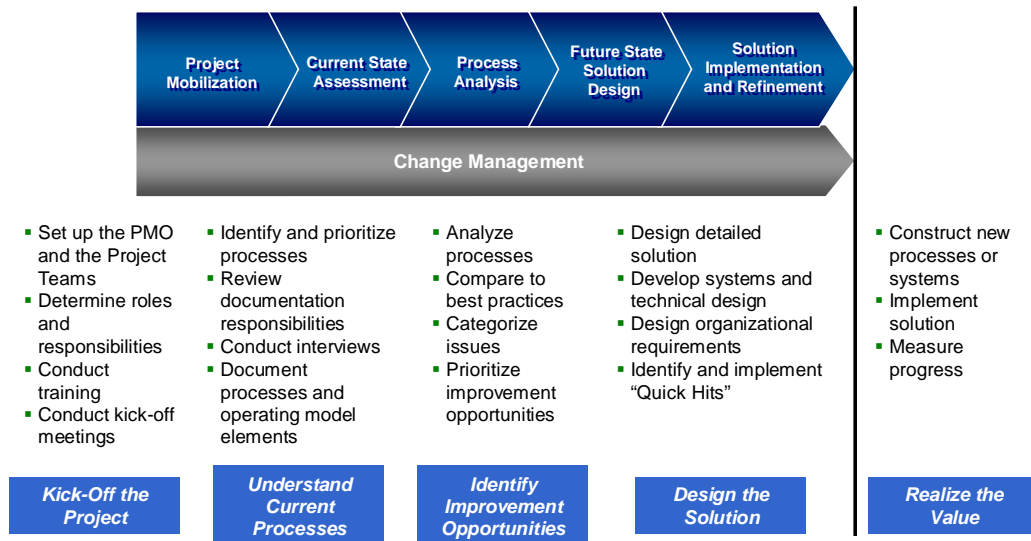 Project
Mobilization
Current State
Assessment
Process
Analysis
Future State
Solution
Design
Solution
Implementation
and Refinement
Change Management
▪ Set up the PMO
and the Project
Teams
▪ Determine roles
and
responsibilities
▪ Conduct
training
▪ Conduct kick-off
meetings
▪ Identify and prioritize
processes
▪ Review
documentation
responsibilities
▪ Conduct interviews
▪ Document
processes and
operating model
elements
▪ Analyze
processes
▪ Compare to
best practices
▪ Categorize
issues
▪ Prioritize
improvement
opportunities
▪ Design detailed
solution
▪ Develop systems and
technical design
▪ Design organizational
requirements
▪ Identify and implement
“Quick Hits”
▪ Construct new
processes or
systems
▪ Implement
solution
▪ Measure
progress
Kick-Off the
Project
Understand
Current
Processes
Identify
Improvement
Opportunities
Design the
Solution
Realize the
Value